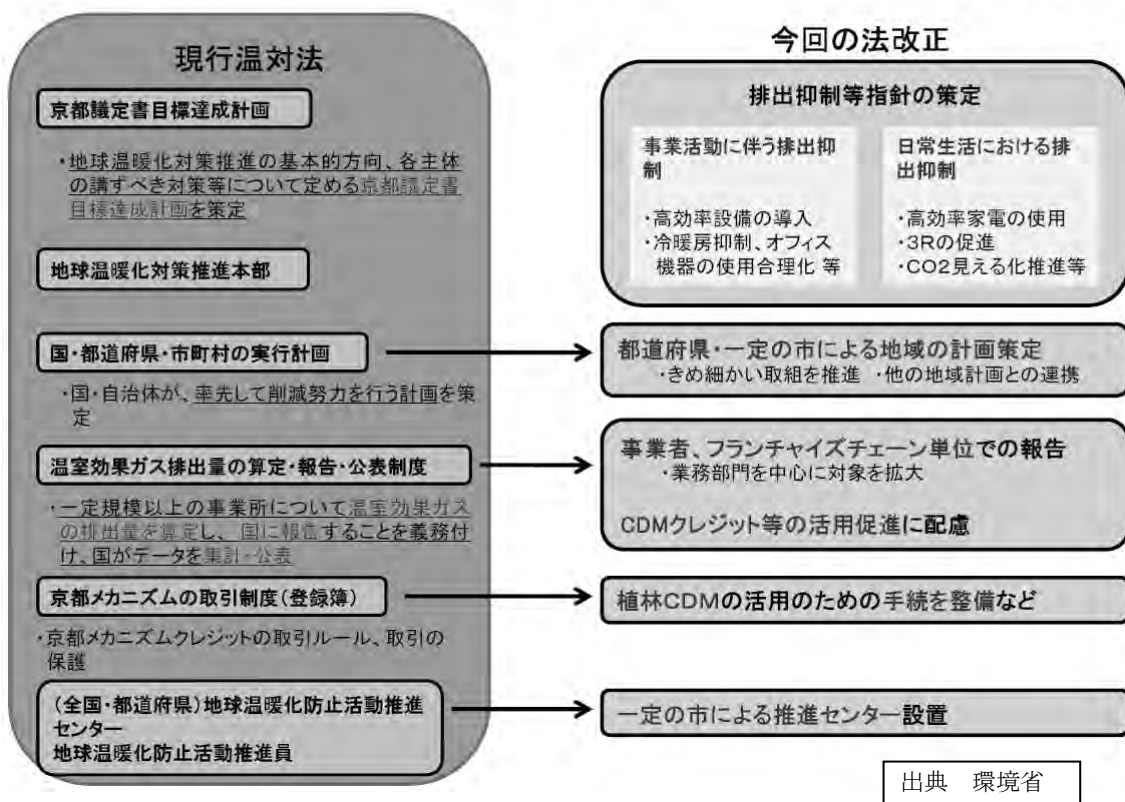 現行温対法
京都議定書目標達成計画
・地球温暖化対策推進の基本的方向、各主体
の講ずべき対策等について定める京都議定書
目標達成計画を策定
地球温暖化対策推進本部
国・都道府県・市町村の実行計画
・国・自治体が、率先して削減努力を行う計画を策
定
温室効果ガス排出量の算定・報告・公表制度
・一定規模以上の事業所について温室効果ガス
の排出量を算定し、国に報告することを義務付
け、国がデータを集計・公表
京都メカニズムの取引制度(登録簿)
・京都メカニズムクレジットの取引ルール、取引の
保護
(全国・都道府県)地球温暖化防止活動推進
センター
地球温暖化防止活動推進員
今回の法改正
排出抑制等指針の策定
事業活動に伴う排出抑
制
・高効率設備の導入
・冷暖房抑制、オフィス
機器の使用合理化 等
日常生活における排
出抑制
・高効率家電の使用
・3Rの促進
・CO2見える化推進等
都道府県・一定の市による地域の計画策定
・きめ細かい取組を推進 ・他の地域計画との連携
事業者、フランチャイズチェーン単位での報告
・業務部門を中心に対象を拡大
CDMクレジット等の活用促進に配慮
植林CDMの活用のための手続を整備など
一定の市による推進センター設置
出典 環境省